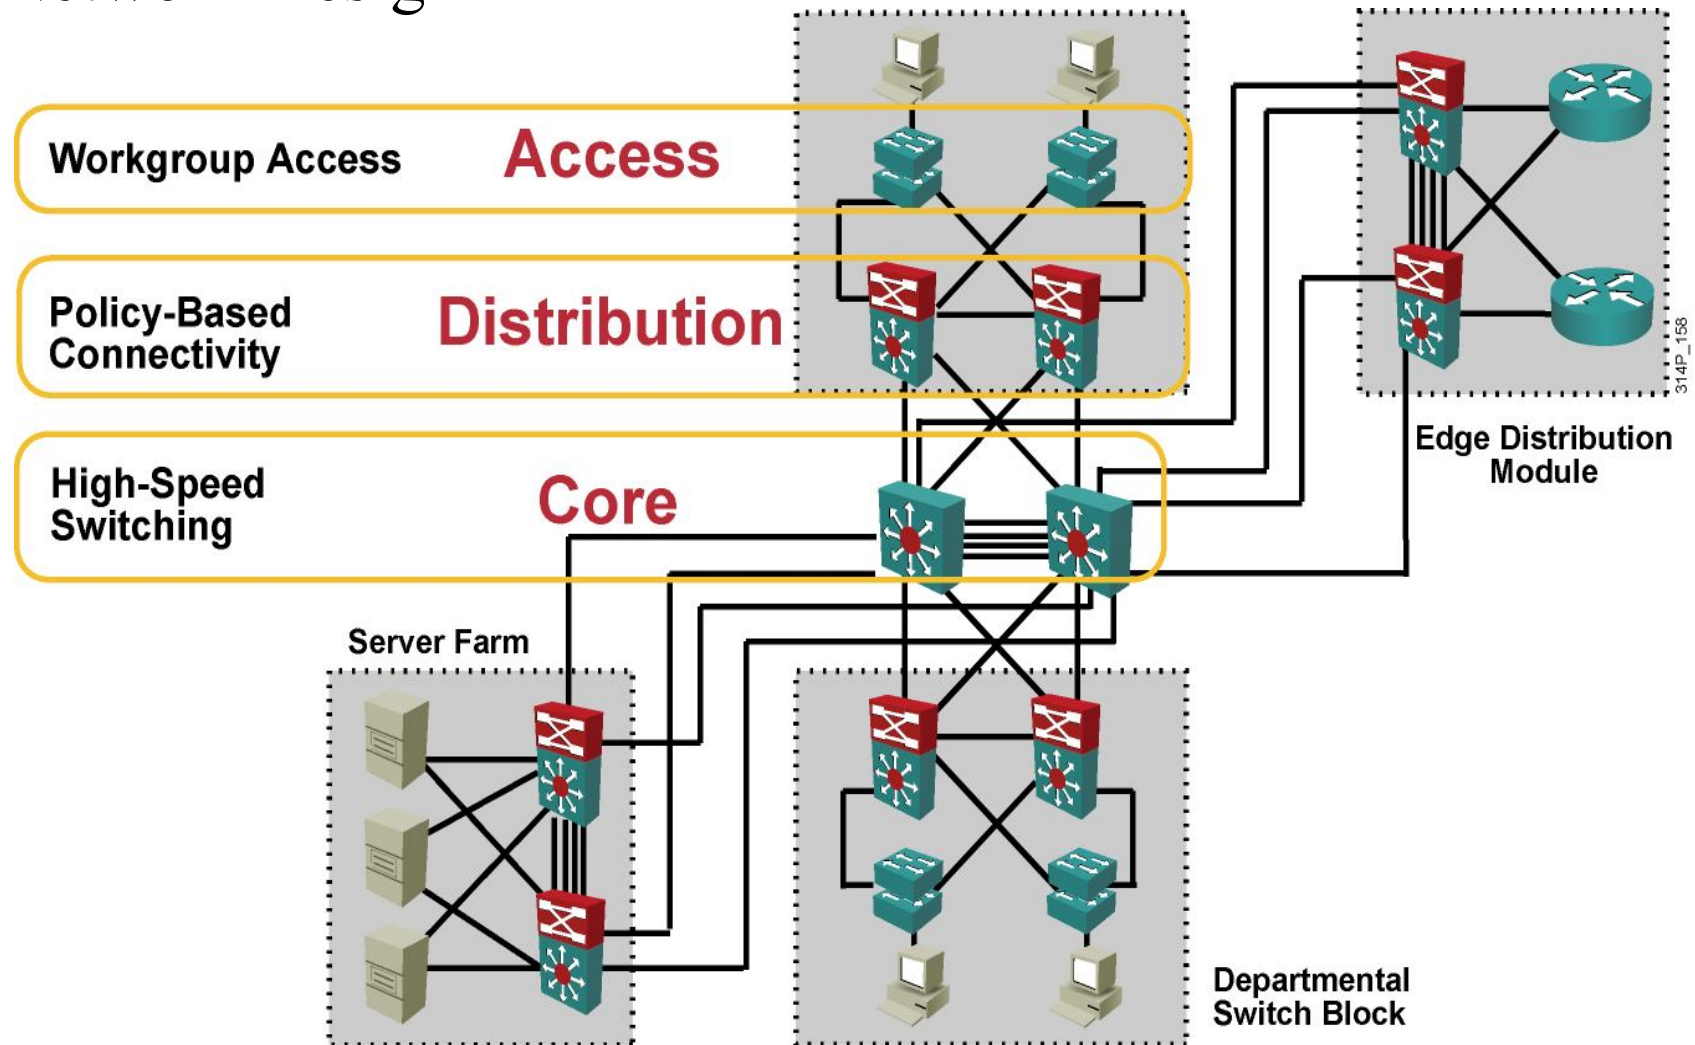 Workgroup Access
Access
Policy-Based
Connectivity
Distribution
High-Speed
Switching
Core
314P_158
Edge Distribution
Module
Server Farm
Departmental
Switch Block